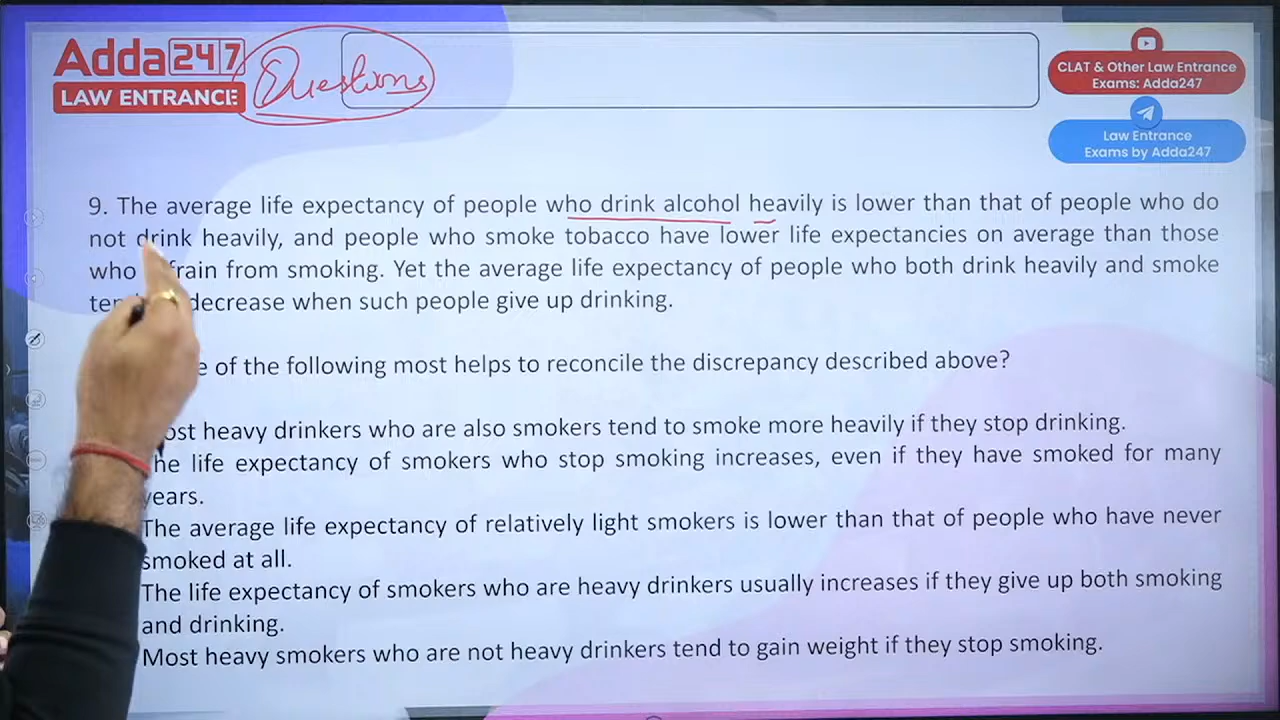 Adda247
LAW ENTRANCE
Questions
CLAT & Other Law Entrance
Exams: Adda247
Law Entrance
Exams by Adda247
9. The average life expectancy of people who drink alcohol heavily is lower than that of people who do
not drink heavily, and people who smoke tobacco have lower life expectancies on average than those
who frain from smoking. Yet the average life expectancy of people who both drink heavily and smoke
decrease when such people give up drinking.
of the following most helps to reconcile the discrepancy described above?
ost heavy drinkers who are also smokers tend to smoke more heavily if they stop drinking.
he life expectancy of smokers who stop smoking increases, even if they have smoked for many
years.
The average life expectancy of relatively light smokers is lower than that of people who have never
smoked at all.
The life expectancy of smokers who are heavy drinkers usually increases if they give up both smoking
and drinking.
Most heavy smokers who are not heavy drinkers tend to gain weight if they stop smoking.